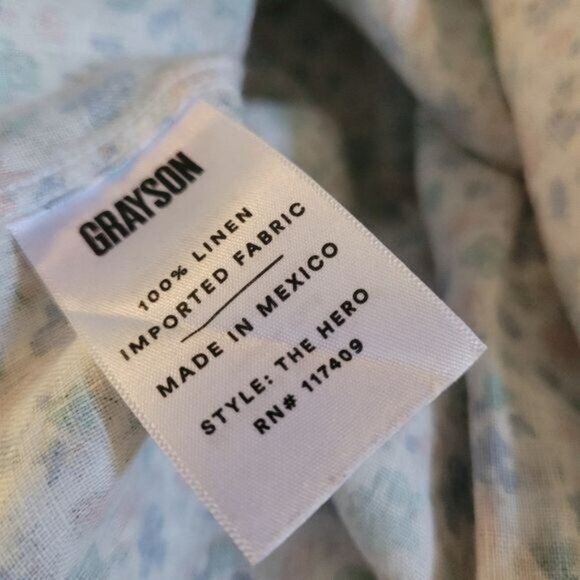 GRAYSON
100% LINEN
IMPORTED FABRIC
MADE IN MEXICO
STYLE: THE HERO
RN# 117409